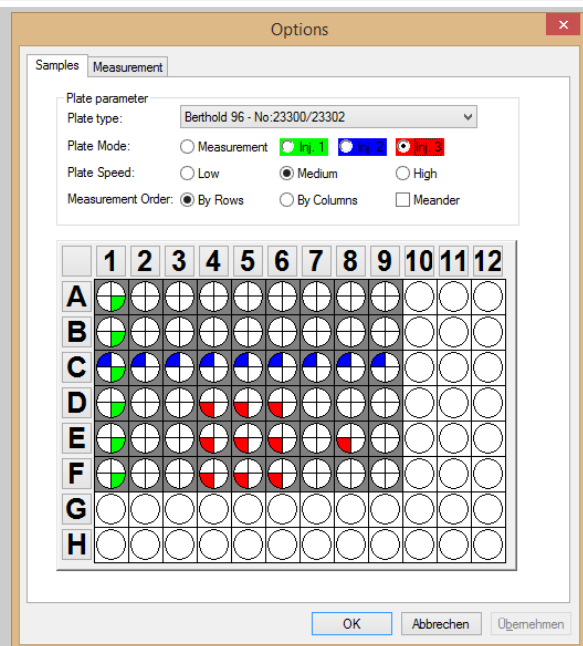 Options
Samples Measurement
Plate parameter
Plate type: Berthold 96 - No:23300/23302
Plate Mode: Measurement Inj. 1 Inj. 2 Inj. 3
Plate Speed: Low Medium High
Measurement Order: By Rows By Columns Meander
1 2 3 4 5 6 7 8 9 10 11 12
A
B
C
D
E
F
G
H
OK Abbrechen Übernehmen